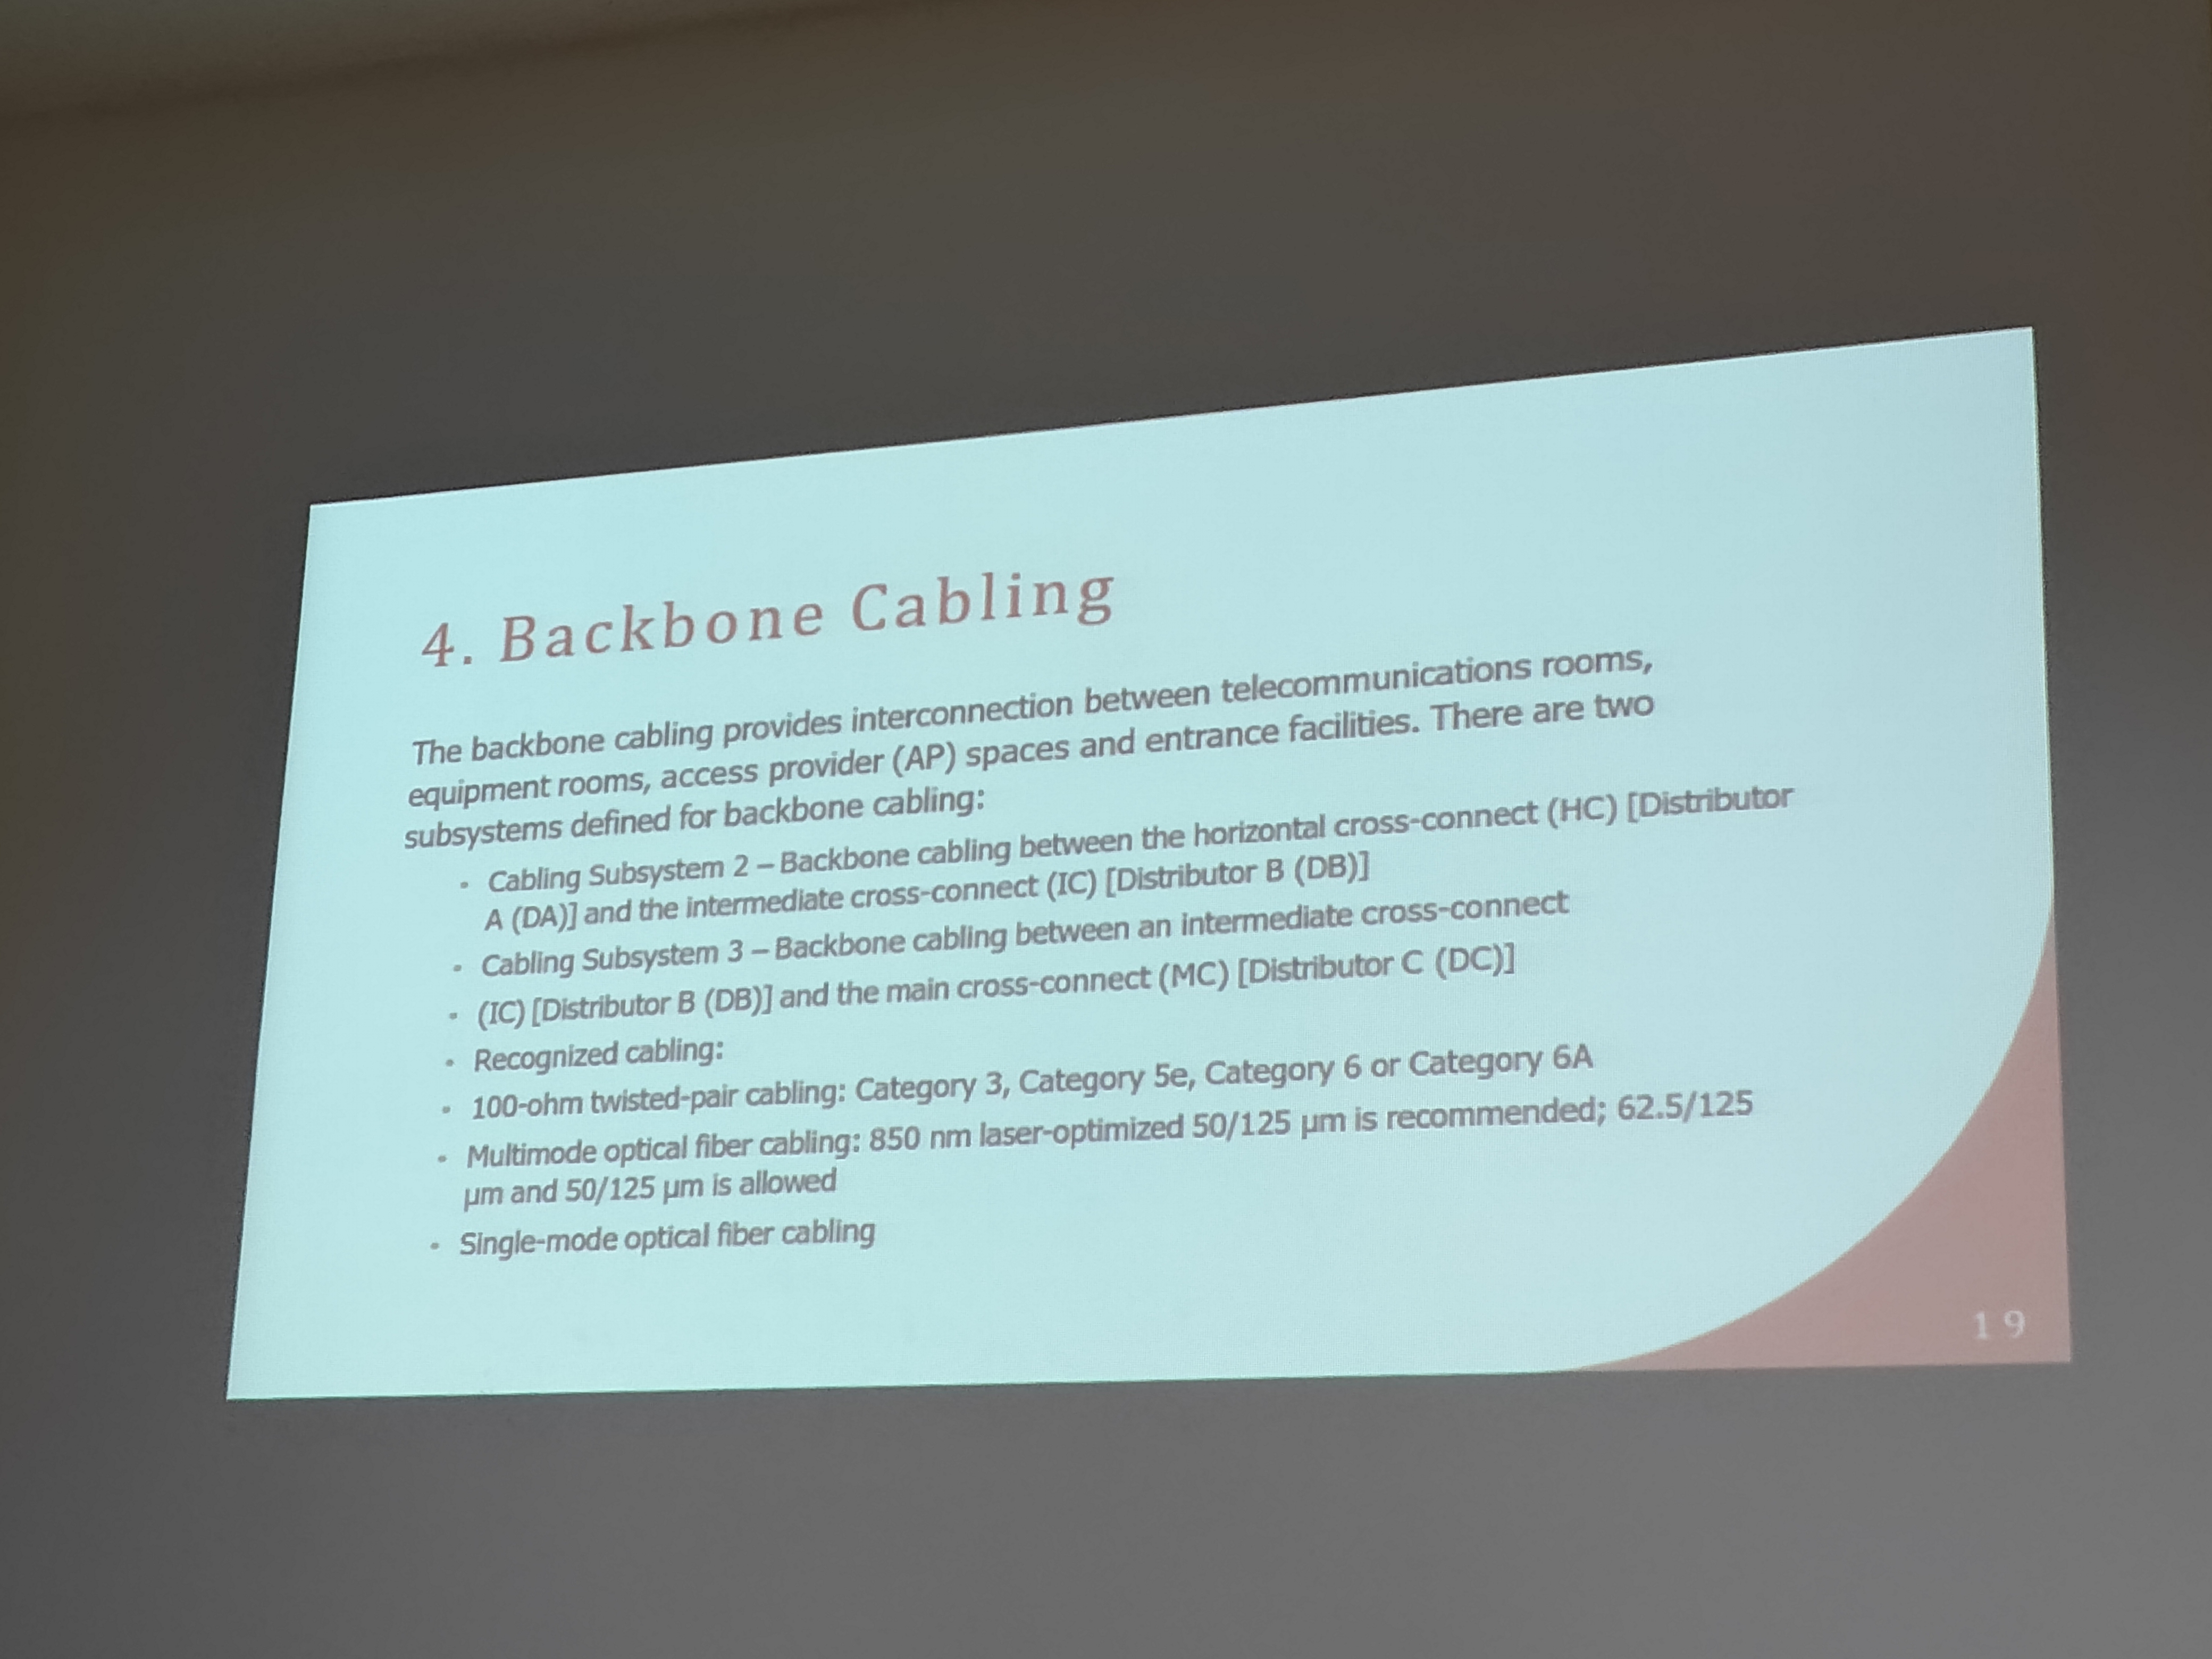 4. Backbone Cabling
The backbone cabling provides interconnection between telecommunications rooms,
equipment rooms, access provider (AP) spaces and entrance facilities. There are two
subsystems defined for backbone cabling:
• Cabling Subsystem 2 – Backbone cabling between the horizontal cross-connect (HC) [Distributor
A (DA)] and the intermediate cross-connect (IC) [Distributor B (DB)]
• Cabling Subsystem 3 – Backbone cabling between an intermediate cross-connect
• (IC) [Distributor B (DB)] and the main cross-connect (MC) [Distributor C (DC)]
• Recognized cabling:
• 100-ohm twisted-pair cabling: Category 3, Category 5e, Category 6 or Category 6A
• Multimode optical fiber cabling: 850 nm laser-optimized 50/125 μm is recommended; 62.5/125
μm and 50/125 μm is allowed
• Single-mode optical fiber cabling
19